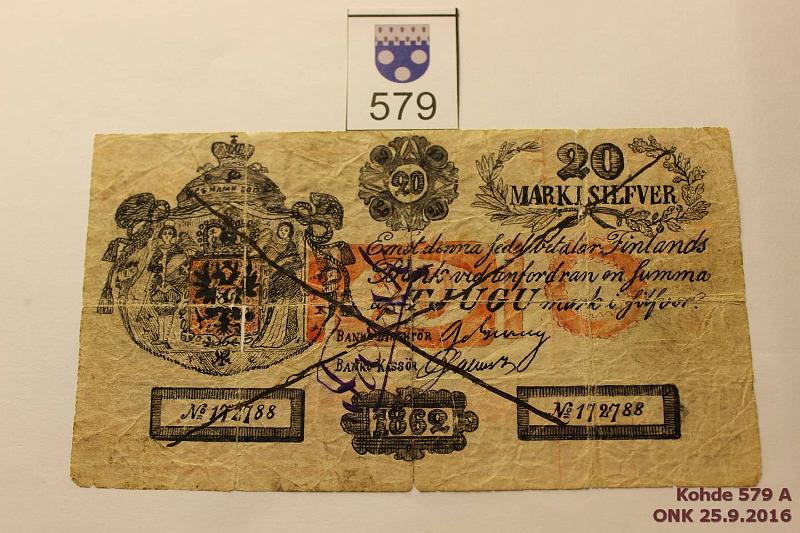 579
20
20
MARK I SILFVER
Emot denna sedel betalar Finlands
Bank vid anfordran en summa
TJUGU mark i silfver.
BANKO DIREKTÖR
BANKO KASSÖR
No 172788
1862
No 172788
Kohde 579 A
ONK 25.9.2016